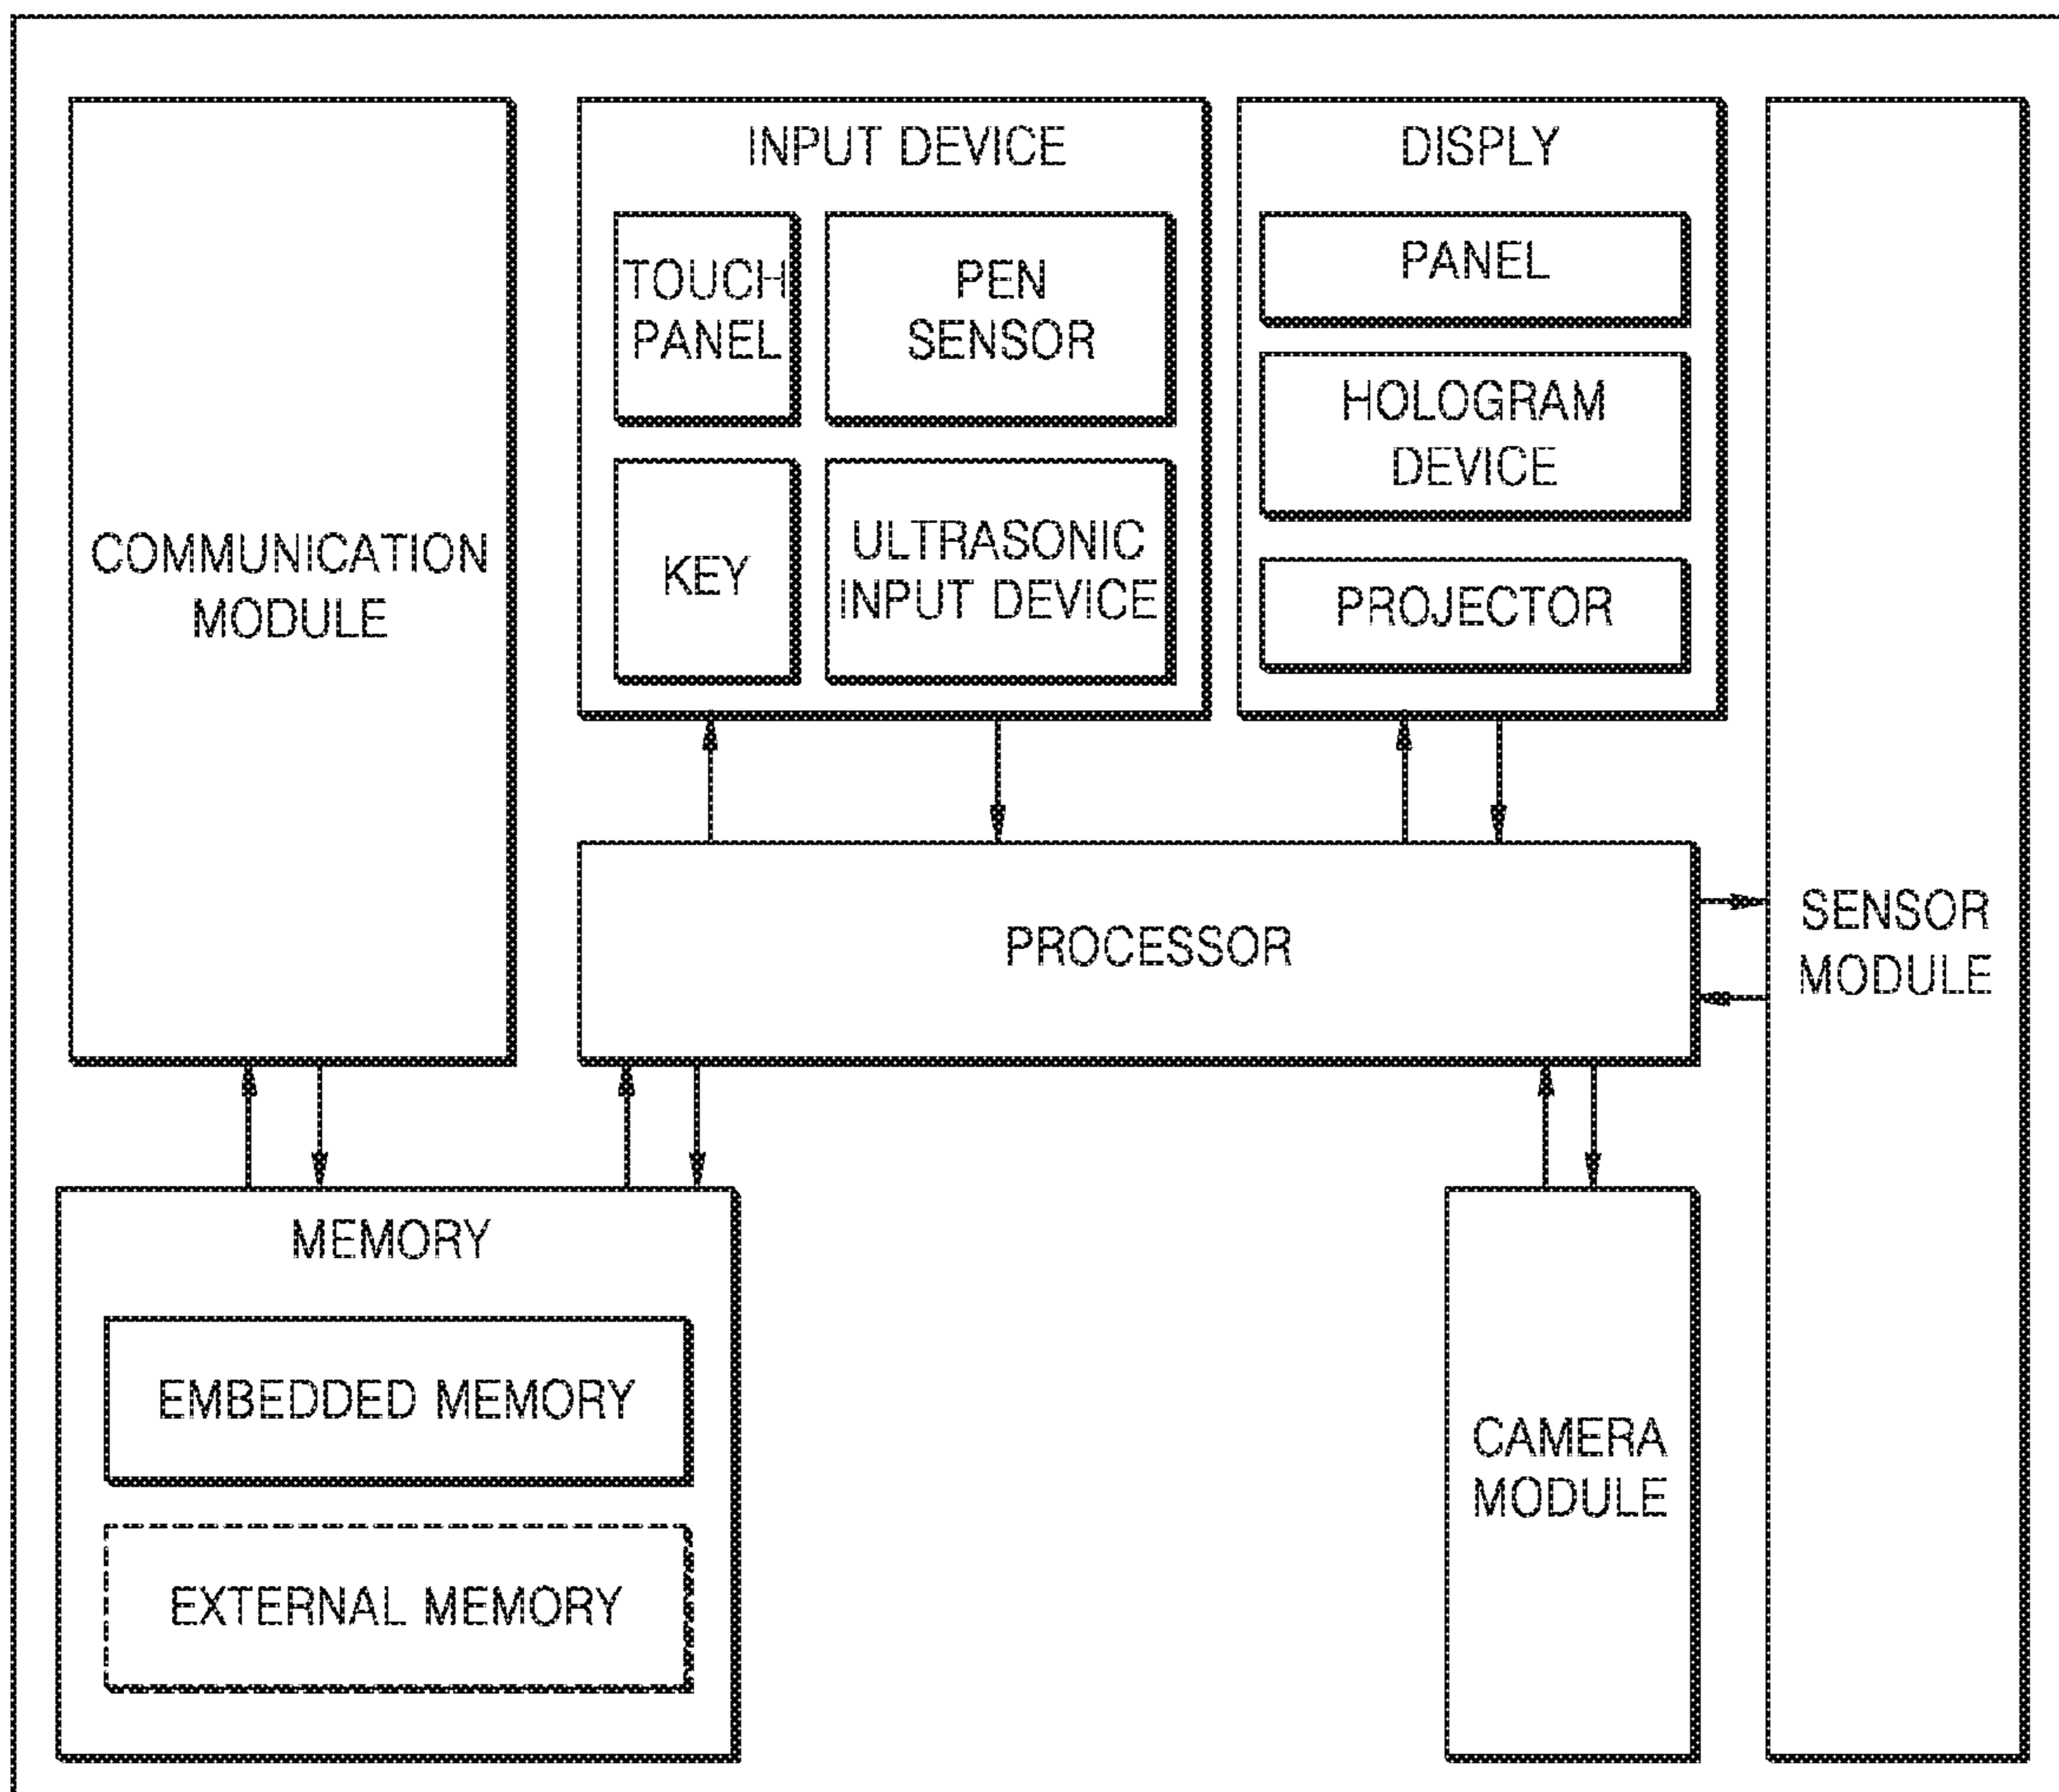 COMMUNICATION
MODULE
INPUT DEVICE
TOUCH
PANEL
PEN
SENSOR
KEY
ULTRASONIC
INPUT DEVICE
DISPLY
PANEL
HOLOGRAM
DEVICE
PROJECTOR
PROCESSOR
SENSOR
MODULE
MEMORY
EMBEDDED MEMORY
EXTERNAL MEMORY
CAMERA
MODULE